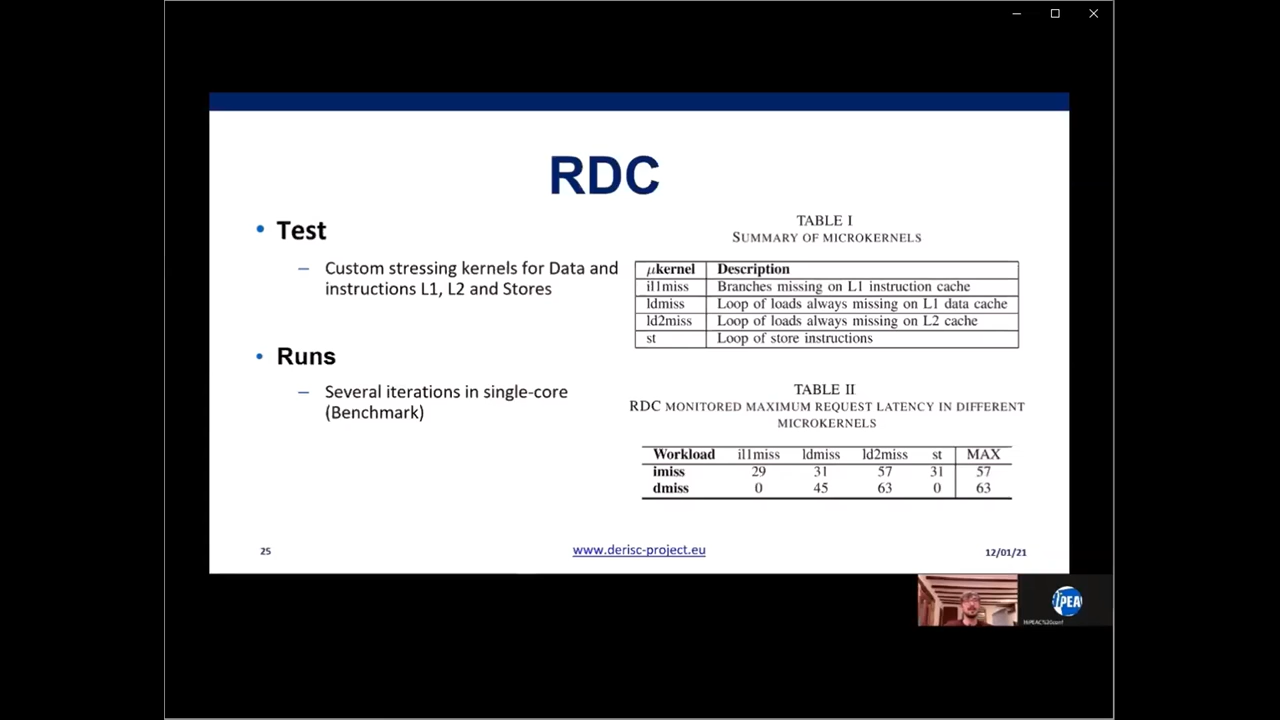 RDC
• Test
– Custom stressing kernels for Data and
instructions L1, L2 and Stores
• Runs
– Several iterations in single-core
(Benchmark)
TABLE I
SUMMARY OF MICROKERNELS
μkernel Description
il1miss Branches missing on L1 instruction cache
ldmiss Loop of loads always missing on L1 data cache
ld2miss Loop of loads always missing on L2 cache
st Loop of store instructions
TABLE II
RDC MONITORED MAXIMUM REQUEST LATENCY IN DIFFERENT
MICROKERNELS
Workload il1miss ldmiss ld2miss st MAX
imiss 29 31 57 31 57
dmiss 0 45 63 0 63
25
www.derisc-project.eu
12/01/21